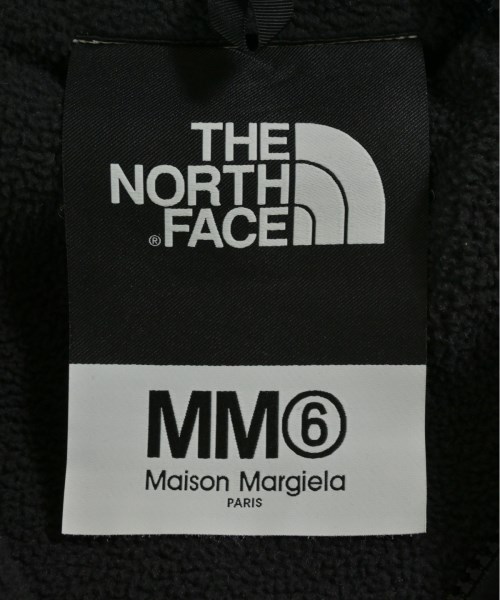 THE
NORTH
® FACE
MM⑥
Maison Margiela
PARIS